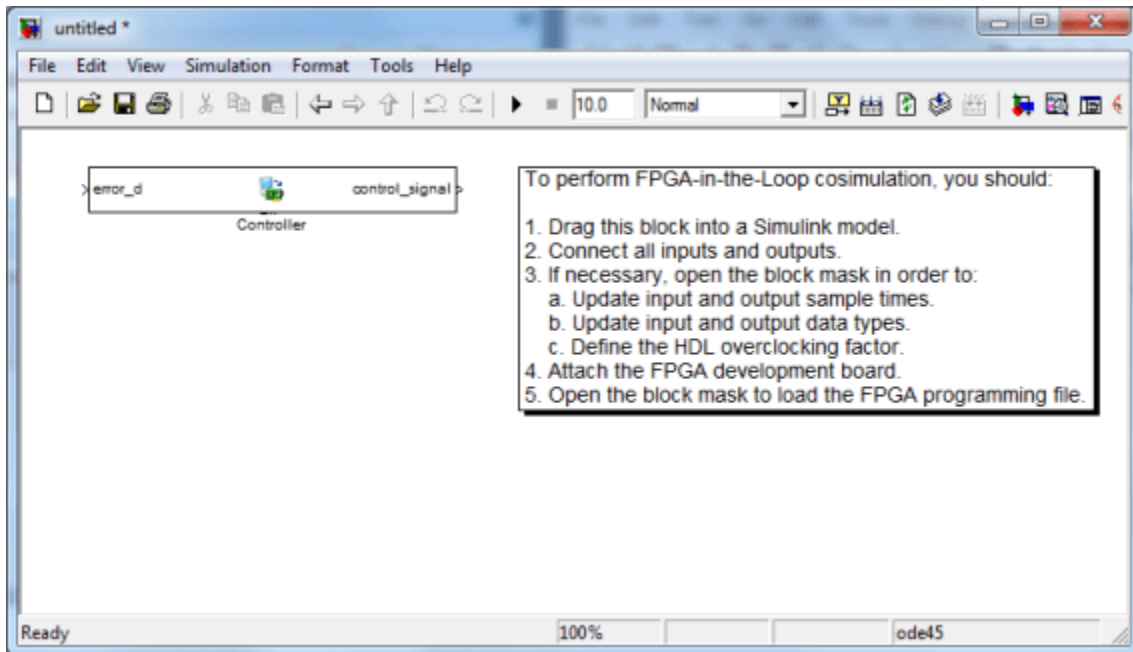 untitled *
File Edit View Simulation Format Tools Help
10.0 Normal
error_d control_signal
Controller
To perform FPGA-in-the-Loop cosimulation, you should:
1. Drag this block into a Simulink model.
2. Connect all inputs and outputs.
3. If necessary, open the block mask in order to:
a. Update input and output sample times.
b. Update input and output data types.
c. Define the HDL overclocking factor.
4. Attach the FPGA development board.
5. Open the block mask to load the FPGA programming file.
Ready 100% ode45